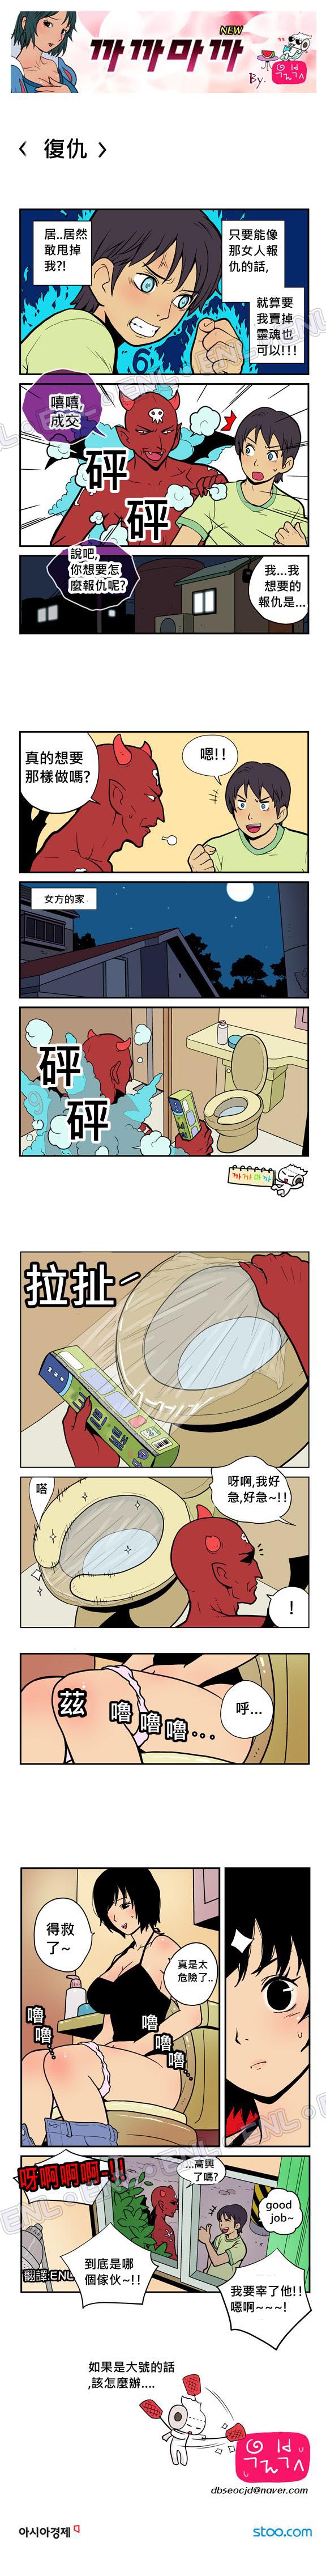 NEW
까까마까
By.
< 復仇 >
居..居然
敢甩掉
我?!
只要能像
那女人報
仇的話,
就算要
我賣掉
靈魂也
可以!!!
嘻嘻,
成交
砰
砰
說吧,
你想要怎
麼報仇呢?
我...我
想要的
報仇是...
真的想要
那樣做嗎?
嗯!!
女方的家
砰
砰
까까마까
拉扯~
嗒
呀啊,我好
急,好急~!!
!
茲
嚕嚕嚕...
呼...
得救
了~
真是太
危險了..
嚕
嚕
嚕...
嚕
嚕
嚕...
呀啊啊啊-!!
...高興
了嗎?
good
job~
翻譯:ENL
到底是哪
個傢伙~!!
我要宰了他!!
噁啊~~~!
如果是大號的話
,該怎麼辦....
dbseocjd@naver.com
아시아경제
stoo.com